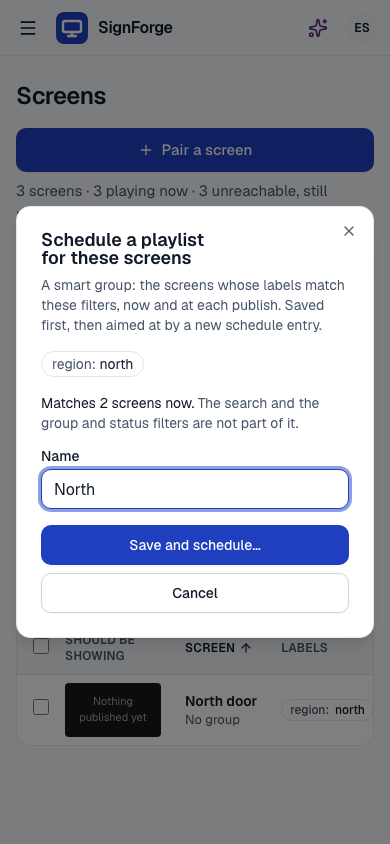 SignForge
ES
Screens
Pair a screen
3 screens · 3 playing now · 3 unreachable, still
Schedule a playlist
for these screens
A smart group: the screens whose labels match
these filters, now and at each publish. Saved
first, then aimed at by a new schedule entry.
region: north
Matches 2 screens now. The search and the
group and status filters are not part of it.
Name
North
Save and schedule…
Cancel
SHOULD BE
SHOWING
SCREEN
LABELS
Nothing
published yet
North door
No group
region: north